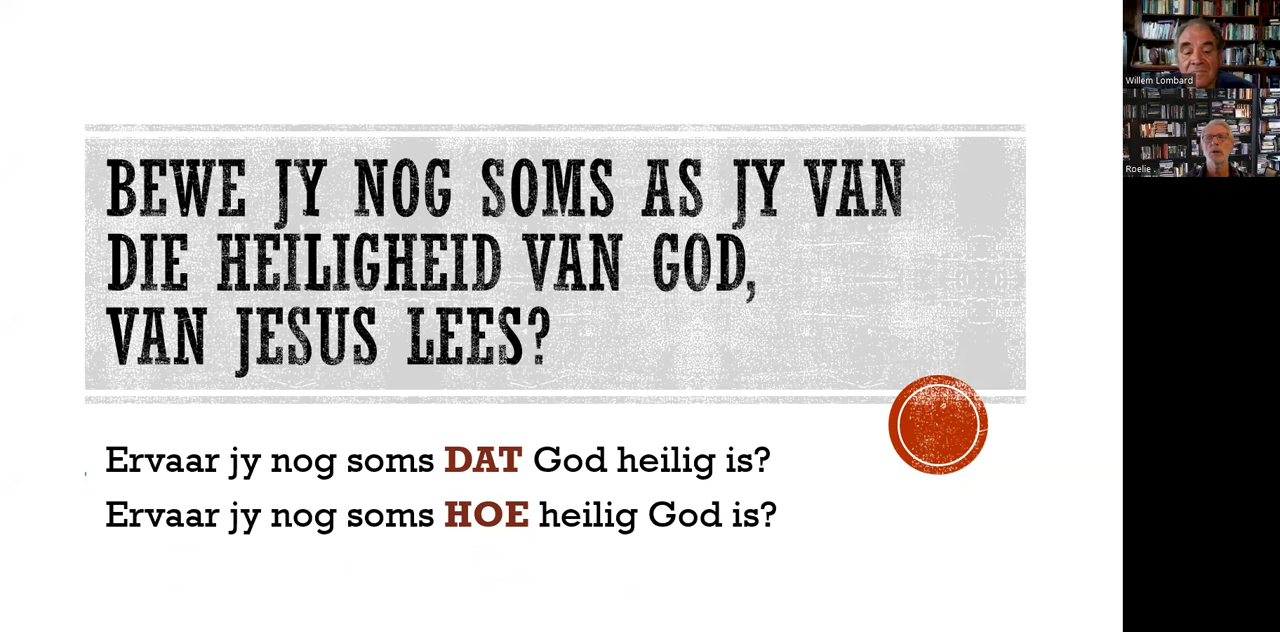 BEWE JY NOG SOMS AS JY VAN
DIE HEILIGHEID VAN GOD,
VAN JESUS LEES?
Ervaar jy nog soms DAT God heilig is?
Ervaar jy nog soms HOE heilig God is?
Willem Lombard
Roelie .